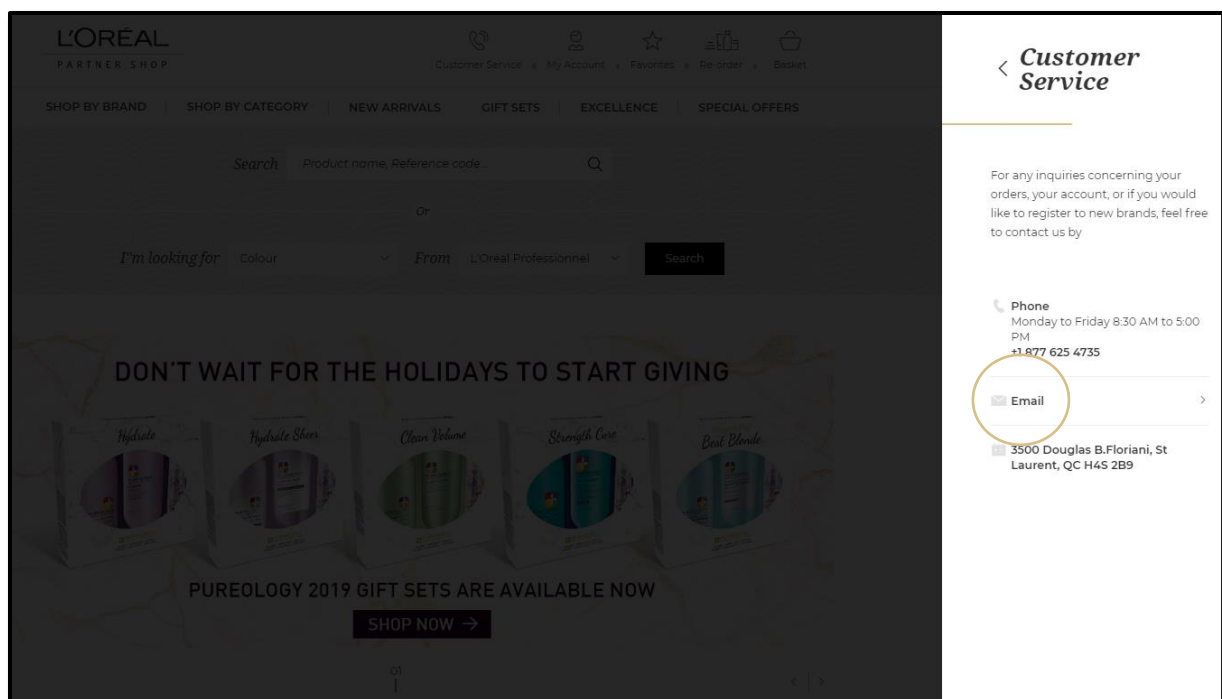 L'ORÉAL
PARTNER SHOP
Customer Service
My Account
Favorites
Re-order
Basket
SHOP BY BRAND
SHOP BY CATEGORY
NEW ARRIVALS
GIFT SETS
EXCELLENCE
SPECIAL OFFERS
Search
Product name, Reference code...
Or
I'm looking for
Colour
From
L'Oréal Professionnel
Search
DON'T WAIT FOR THE HOLIDAYS TO START GIVING
Hydrate
Hydrate Sheer
Clean Volume
Strength Cure
Best Blonde
PUREOLOGY 2019 GIFT SETS ARE AVAILABLE NOW
SHOP NOW
01
Customer
Service
For any inquiries concerning your
orders, your account, or if you would
like to register to new brands, feel free
to contact us by
Phone
Monday to Friday 8:30 AM to 5:00
PM
+1 877 625 4735
Email
3500 Douglas B.Floriani, St
Laurent, QC H4S 2B9